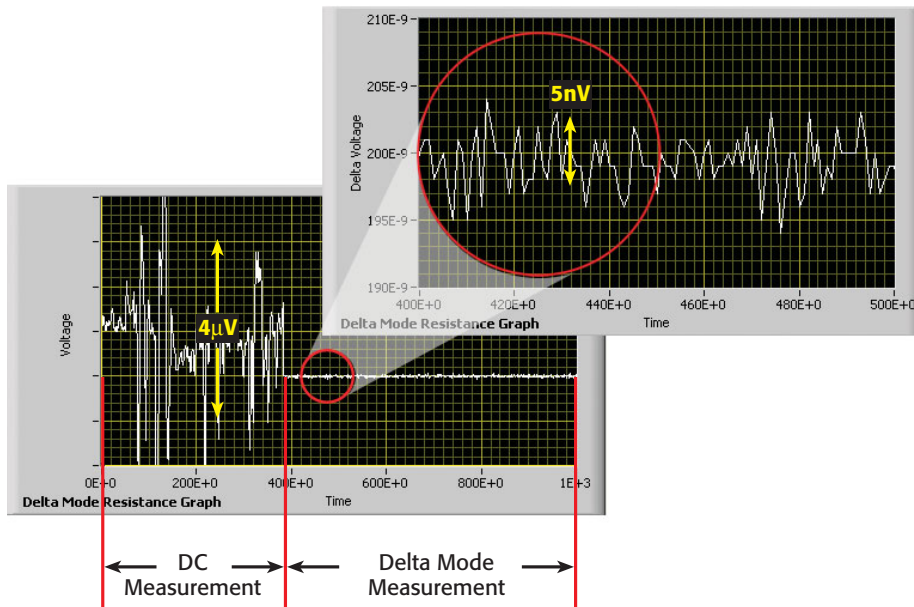 210E-9
205E-9
200E-9
195E-9
190E-9
Delta Voltage
5nV
400E+0 420E+0 440E+0 460E+0 480E+0 500E+0
Delta Mode Resistance Graph Time
Voltage
4μV
0E+0 200E+0 400E+0 600E+0 800E+0 1E+3
Delta Mode Resistance Graph Time
DC
Measurement
Delta Mode
Measurement